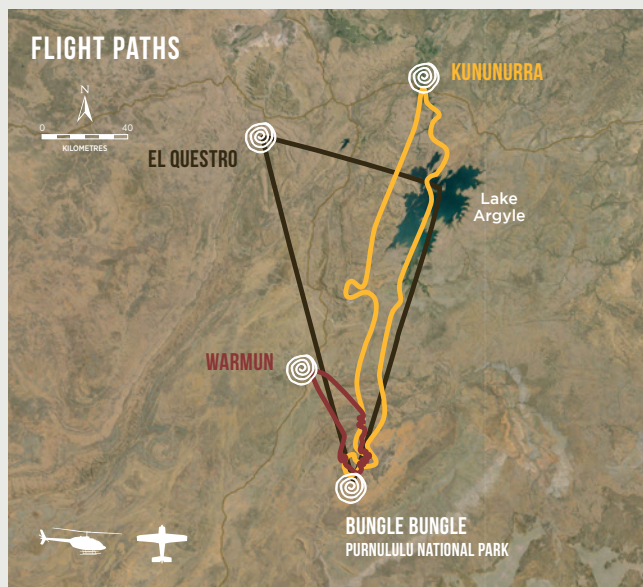 FLIGHT PATHS
N
0 40
KILOMETRES
KUNUNURRA
EL QUESTRO
Lake
Argyle
WARMUN
BUNGLE BUNGLE
PURNULULU NATIONAL PARK